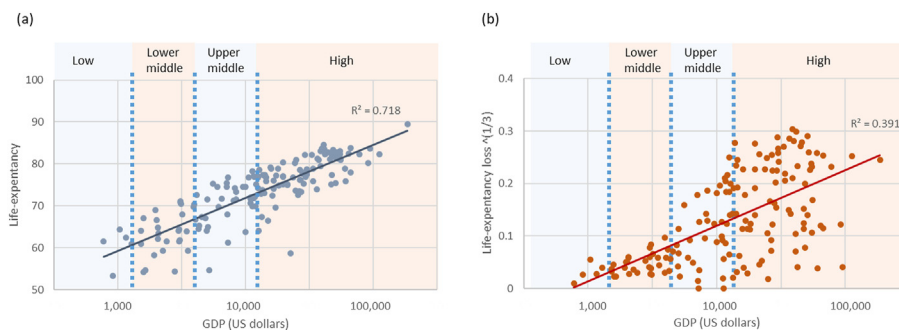 (a)
(b)
Low
Lower middle
Upper middle
High
100
90
80
70
60
50
Life-expentancy
R² = 0.718
1,000
10,000
100,000
GDP (US dollars)
Low
Lower middle
Upper middle
High
0.4
0.3
0.2
0.1
0
Life-expentancy loss ^(1/3)
R² = 0.391
1,000
10,000
100,000
GDP (US dollars)